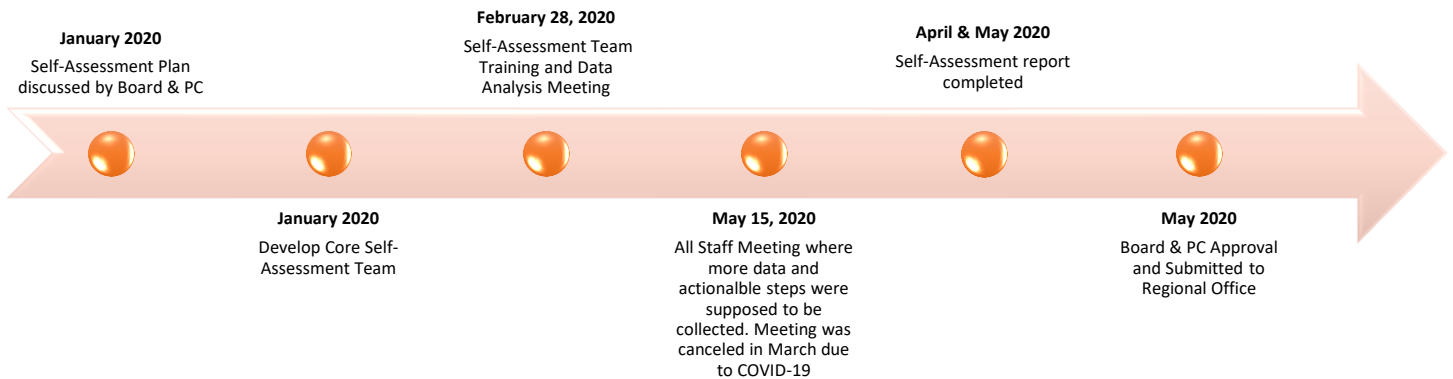 January 2020
Self-Assessment Plan
discussed by Board & PC
January 2020
Develop Core Self-
Assessment Team
February 28, 2020
Self-Assessment Team
Training and Data
Analysis Meeting
May 15, 2020
All Staff Meeting where
more data and
actionalble steps were
supposed to be
collected. Meeting was
canceled in March due
to COVID-19
April & May 2020
Self-Assessment report
completed
May 2020
Board & PC Approval
and Submitted to
Regional Office